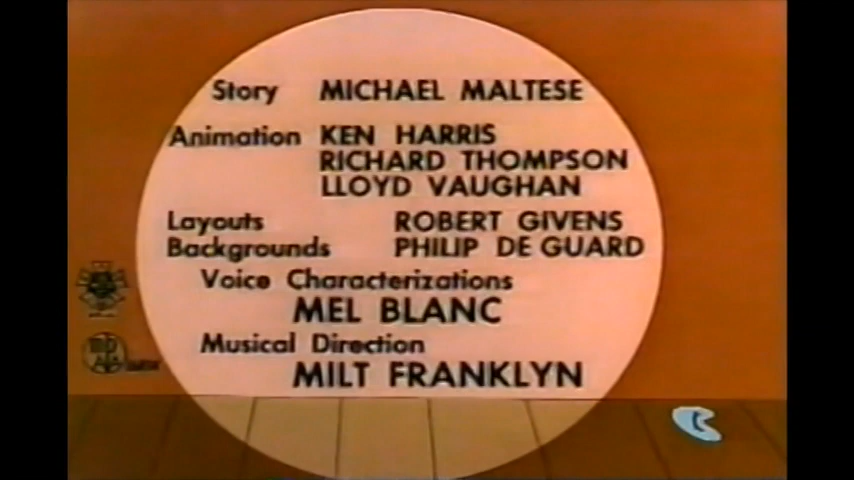 Story MICHAEL MALTESE
Animation KEN HARRIS
RICHARD THOMPSON
LLOYD VAUGHAN
Layouts ROBERT GIVENS
Backgrounds PHILIP DE GUARD
Voice Characterizations
MEL BLANC
Musical Direction
MILT FRANKLYN